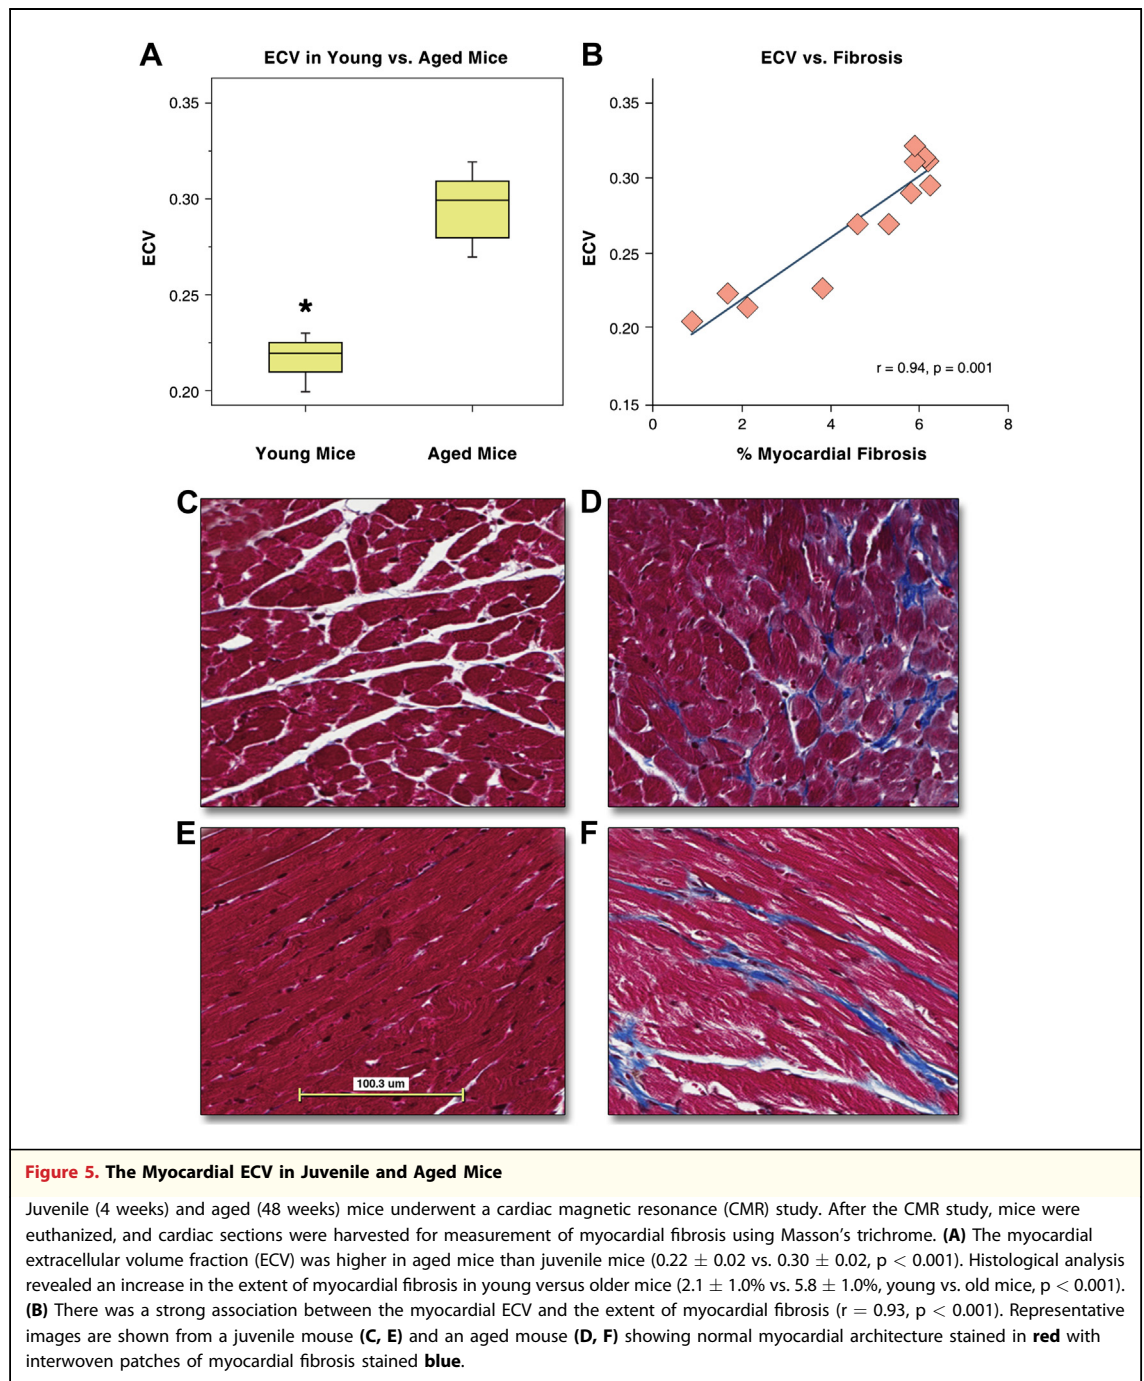 A
ECV in Young vs. Aged Mice
0.35
0.30
0.25
0.20
ECV
*
Young Mice
Aged Mice
B
ECV vs. Fibrosis
0.35
0.30
0.25
0.20
0.15
ECV
r = 0.94, p = 0.001
0
2
4
6
8
% Myocardial Fibrosis
C
D
E
100.3 um
F
Figure 5. The Myocardial ECV in Juvenile and Aged Mice
Juvenile (4 weeks) and aged (48 weeks) mice underwent a cardiac magnetic resonance (CMR) study. After the CMR study, mice were
euthanized, and cardiac sections were harvested for measurement of myocardial fibrosis using Masson's trichrome. (A) The myocardial
extracellular volume fraction (ECV) was higher in aged mice than juvenile mice (0.22 ± 0.02 vs. 0.30 ± 0.02, p < 0.001). Histological analysis
revealed an increase in the extent of myocardial fibrosis in young versus older mice (2.1 ± 1.0% vs. 5.8 ± 1.0%, young vs. old mice, p < 0.001).
(B) There was a strong association between the myocardial ECV and the extent of myocardial fibrosis (r = 0.93, p < 0.001). Representative
images are shown from a juvenile mouse (C, E) and an aged mouse (D, F) showing normal myocardial architecture stained in red with
interwoven patches of myocardial fibrosis stained blue.